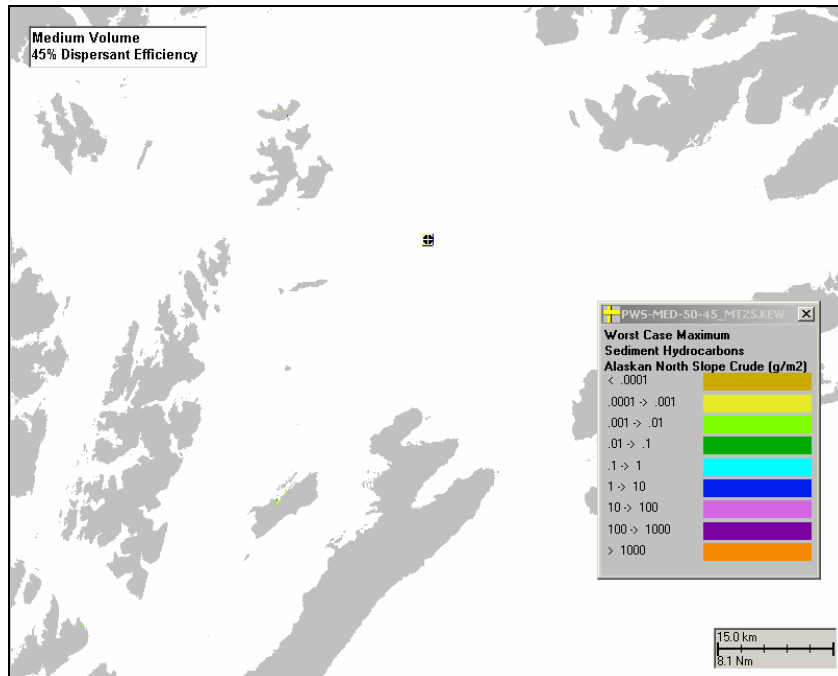 Medium Volume
45% Dispersant Efficiency
PWS-MED-50-45_MT25.KEW
Worst Case Maximum
Sediment Hydrocarbons
Alaskan North Slope Crude (g/m2)
< .0001
.0001 -> .001
.001 -> .01
.01 -> .1
.1 -> 1
1 -> 10
10 -> 100
100 -> 1000
> 1000
15.0 km
8.1 Nm